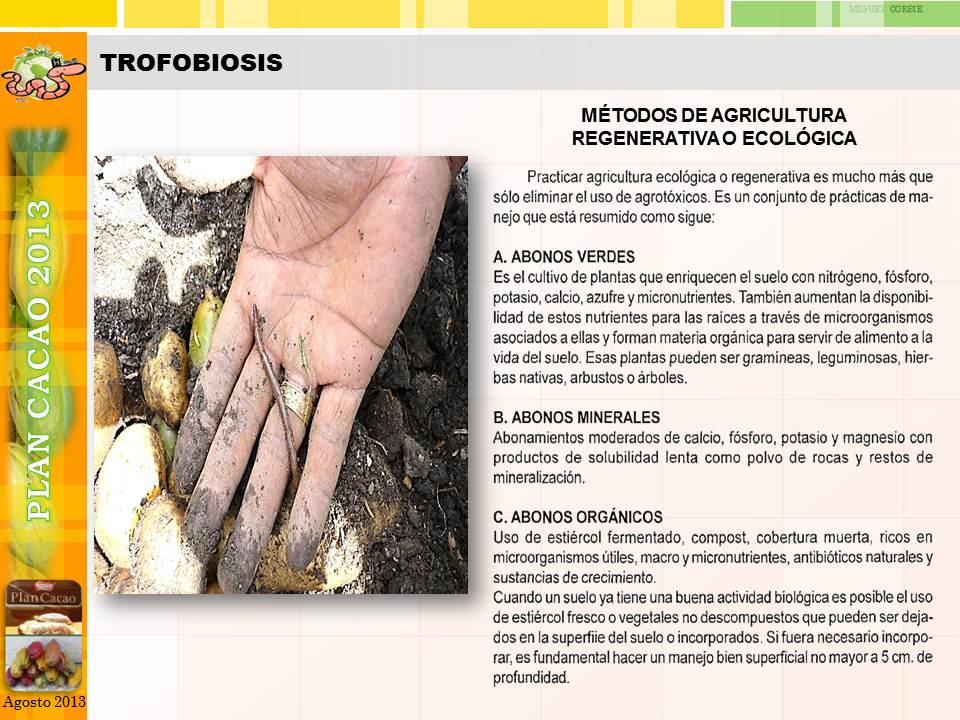 MIGUEL CORBIE
TROFOBIOSIS
MÉTODOS DE AGRICULTURA
REGENERATIVA O ECOLÓGICA
Practicar agricultura ecológica o regenerativa es mucho más que
sólo eliminar el uso de agrotóxicos. Es un conjunto de prácticas de ma-
nejo que está resumido como sigue:
A. ABONOS VERDES
Es el cultivo de plantas que enriquecen el suelo con nitrógeno, fósforo,
potasio, calcio, azufre y micronutrientes. También aumentan la disponibi-
lidad de estos nutrientes para las raíces a través de microorganismos
asociados a ellas y forman materia orgánica para servir de alimento a la
vida del suelo. Esas plantas pueden ser gramíneas, leguminosas, hier-
bas nativas, arbustos o árboles.
B. ABONOS MINERALES
Abonamientos moderados de calcio, fósforo, potasio y magnesio con
productos de solubilidad lenta como polvo de rocas y restos de
mineralización.
C. ABONOS ORGÁNICOS
Uso de estiércol fermentado, compost, cobertura muerta, ricos en
microorganismos útiles, macro y micronutrientes, antibióticos naturales y
sustancias de crecimiento.
Cuando un suelo ya tiene una buena actividad biológica es posible el uso
de estiércol fresco o vegetales no descompuestos que pueden ser deja-
dos en la superfiie del suelo o incorporados. Si fuera necesario incorpo-
rar, es fundamental hacer un manejo bien superficial no mayor a 5 cm. de
profundidad.
PLAN CACAO 2013
Plan Cacao
Agosto 2013